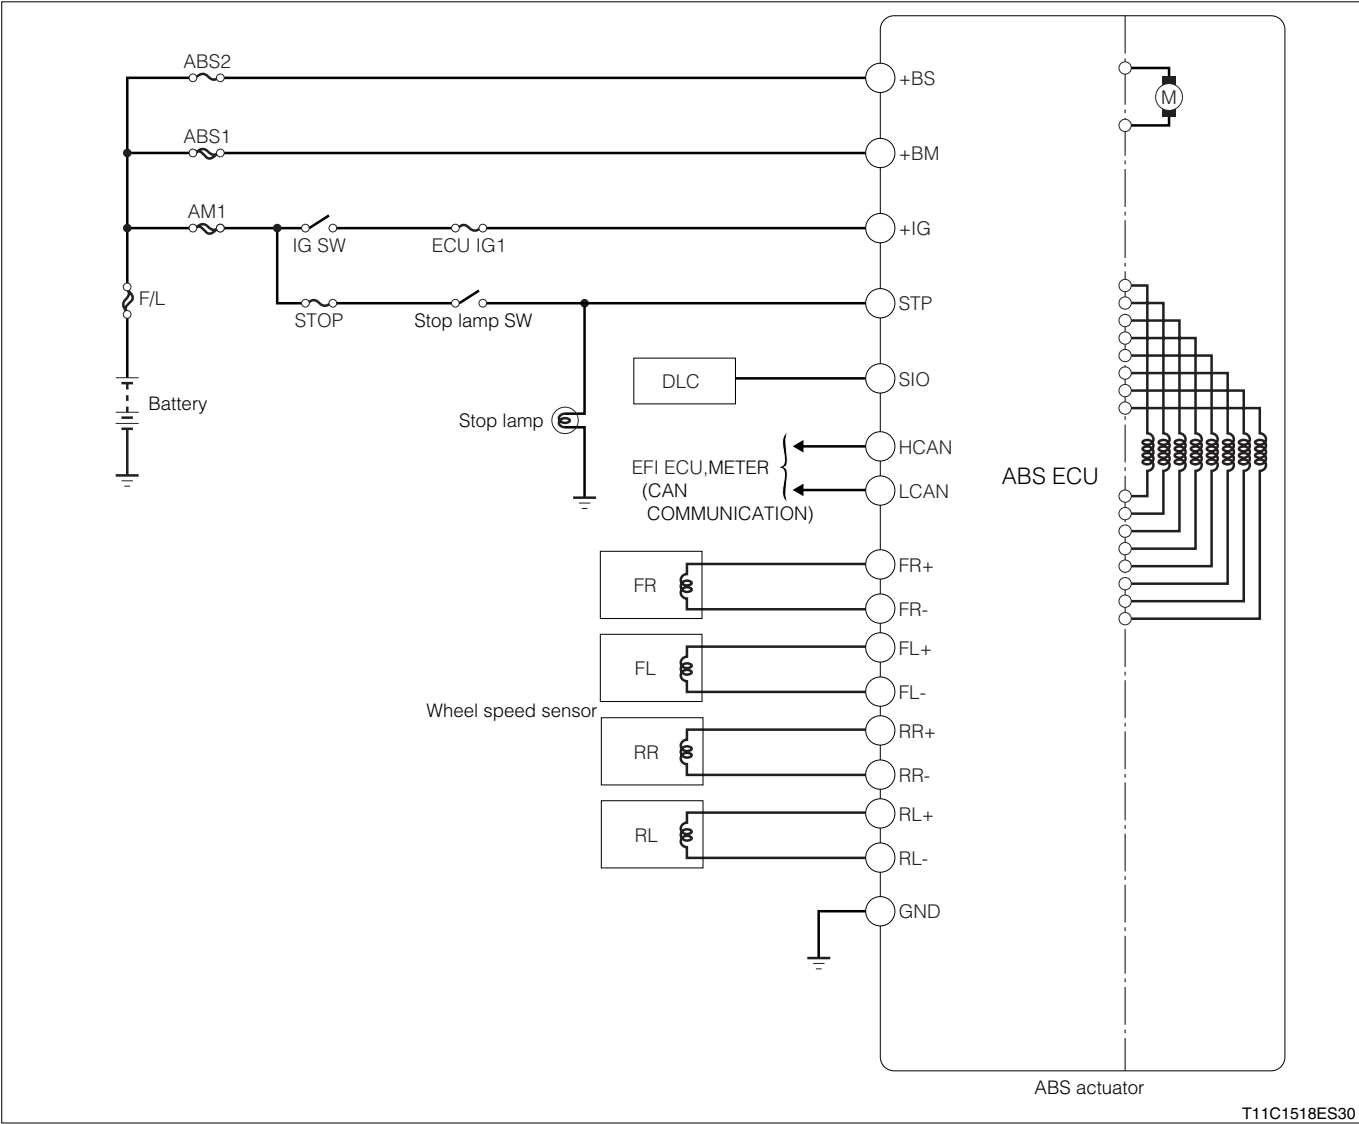 ABS2
+BS
M
ABS1
+BM
AM1
IG SW
ECU IG1
+IG
F/L
STOP
Stop lamp SW
STP
DLC
SIO
Battery
Stop lamp
EFI ECU,METER
(CAN
COMMUNICATION)
HCAN
LCAN
ABS ECU
FR
FR+
FR-
FL
FL+
FL-
Wheel speed sensor
RR
RR+
RR-
RL
RL+
RL-
GND
ABS actuator
T11C1518ES30